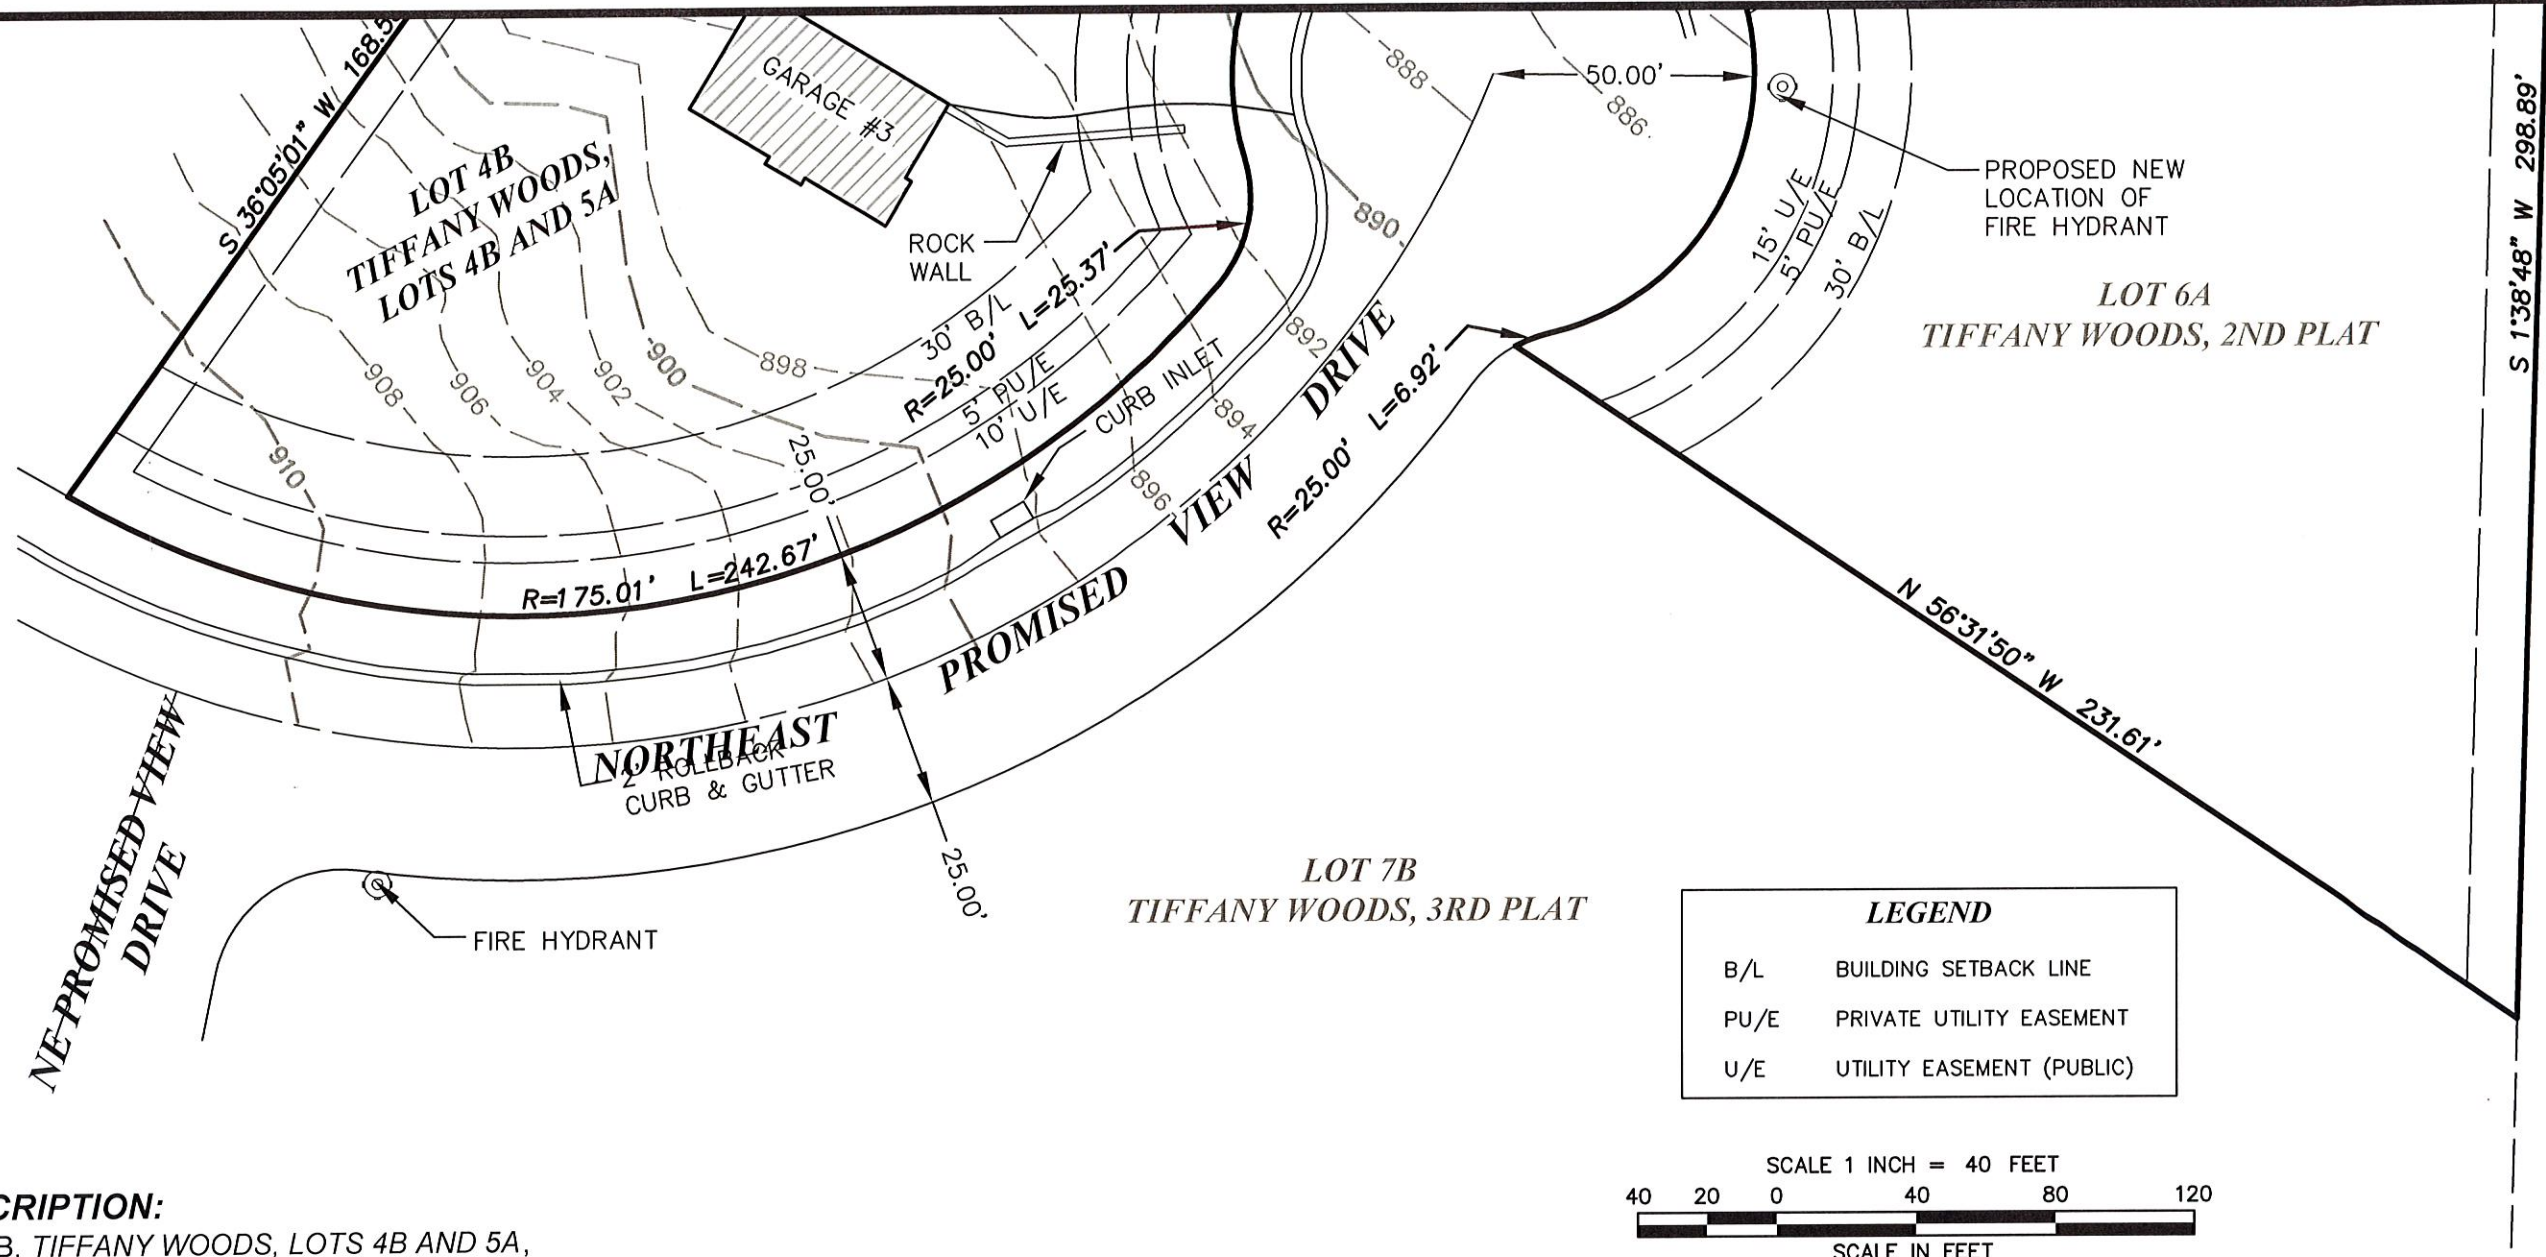 S 36°05'01" W 168.5
LOT 4B
TIFFANY WOODS,
LOTS 4B AND 5A
GARAGE #3
ROCK
WALL
888
886
890
50.00'
PROPOSED NEW
LOCATION OF
FIRE HYDRANT
15' U/E
5' PU/E
30' B/L
LOT 6A
TIFFANY WOODS, 2ND PLAT
S 1°38'48" W 298.89'
910
908
906
904
902
900
898
30' B/L
R=25.00' L=25.37'
5' PU/E
10' U/E
CURB INLET
892
894
896
25.00'
R=175.01' L=242.67'
R=25.00' L=6.92'
NORTHEAST
PROMISED
VIEW
DRIVE
2' ROLLBACK
CURB & GUTTER
N 56°31'50" W 231.61'
NE PROMISED VIEW
DRIVE
FIRE HYDRANT
25.00'
LOT 7B
TIFFANY WOODS, 3RD PLAT
LEGEND
B/L BUILDING SETBACK LINE
PU/E PRIVATE UTILITY EASEMENT
U/E UTILITY EASEMENT (PUBLIC)
SCALE 1 INCH = 40 FEET
40 20 0 40 80 120
SCALE IN FEET
CRIPTION:
B, TIFFANY WOODS, LOTS 4B AND 5A,